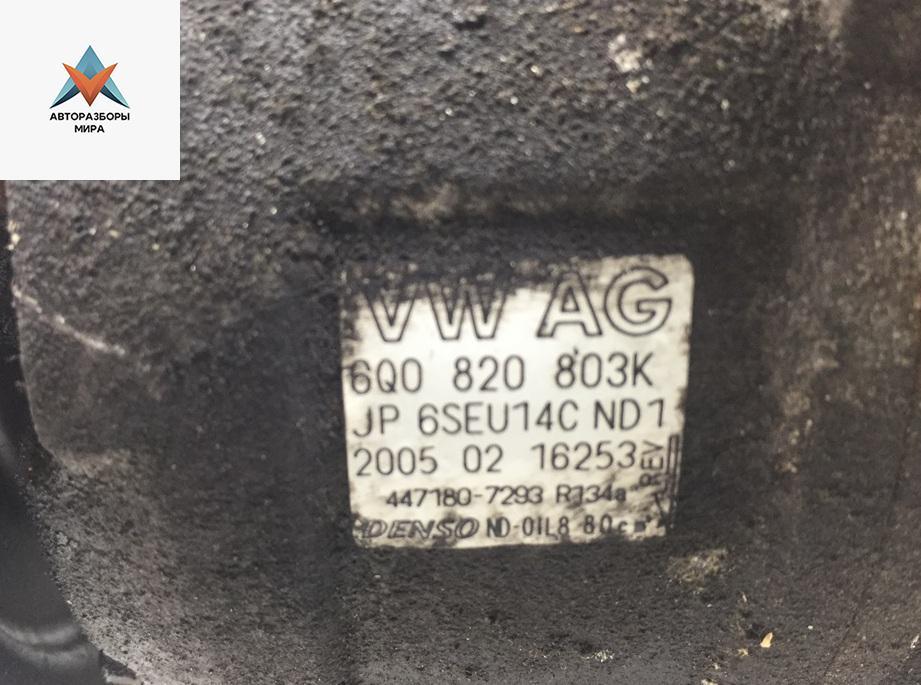 АВТОРАЗБОРЫ
МИРА
VW AG
6Q0 820 803K
JP 6SEU14C ND1
2005 02 16253
REV
447180-7293 R134a
DENSO ND-OIL8 80cm³